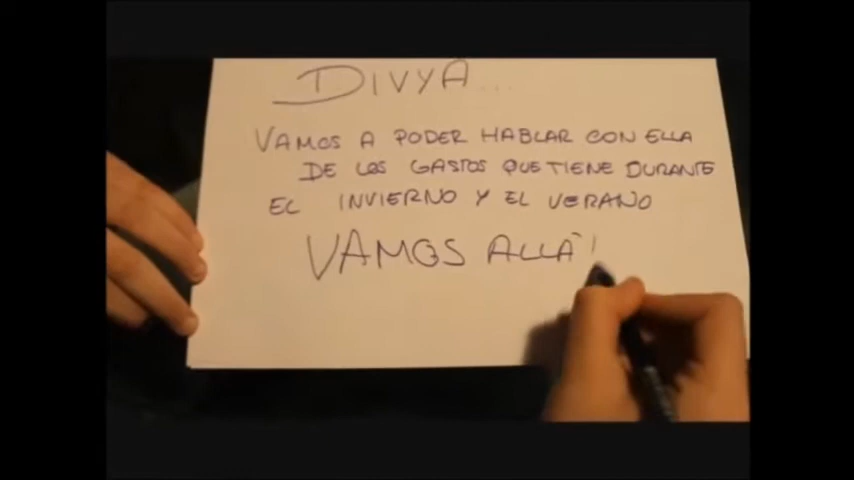 DIVYA...
VAMOS A PODER HABLAR CON ELLA
DE LOS GASTOS QUE TIENE DURANTE
EL INVIERNO Y EL VERANO
VAMOS ALLÁ!